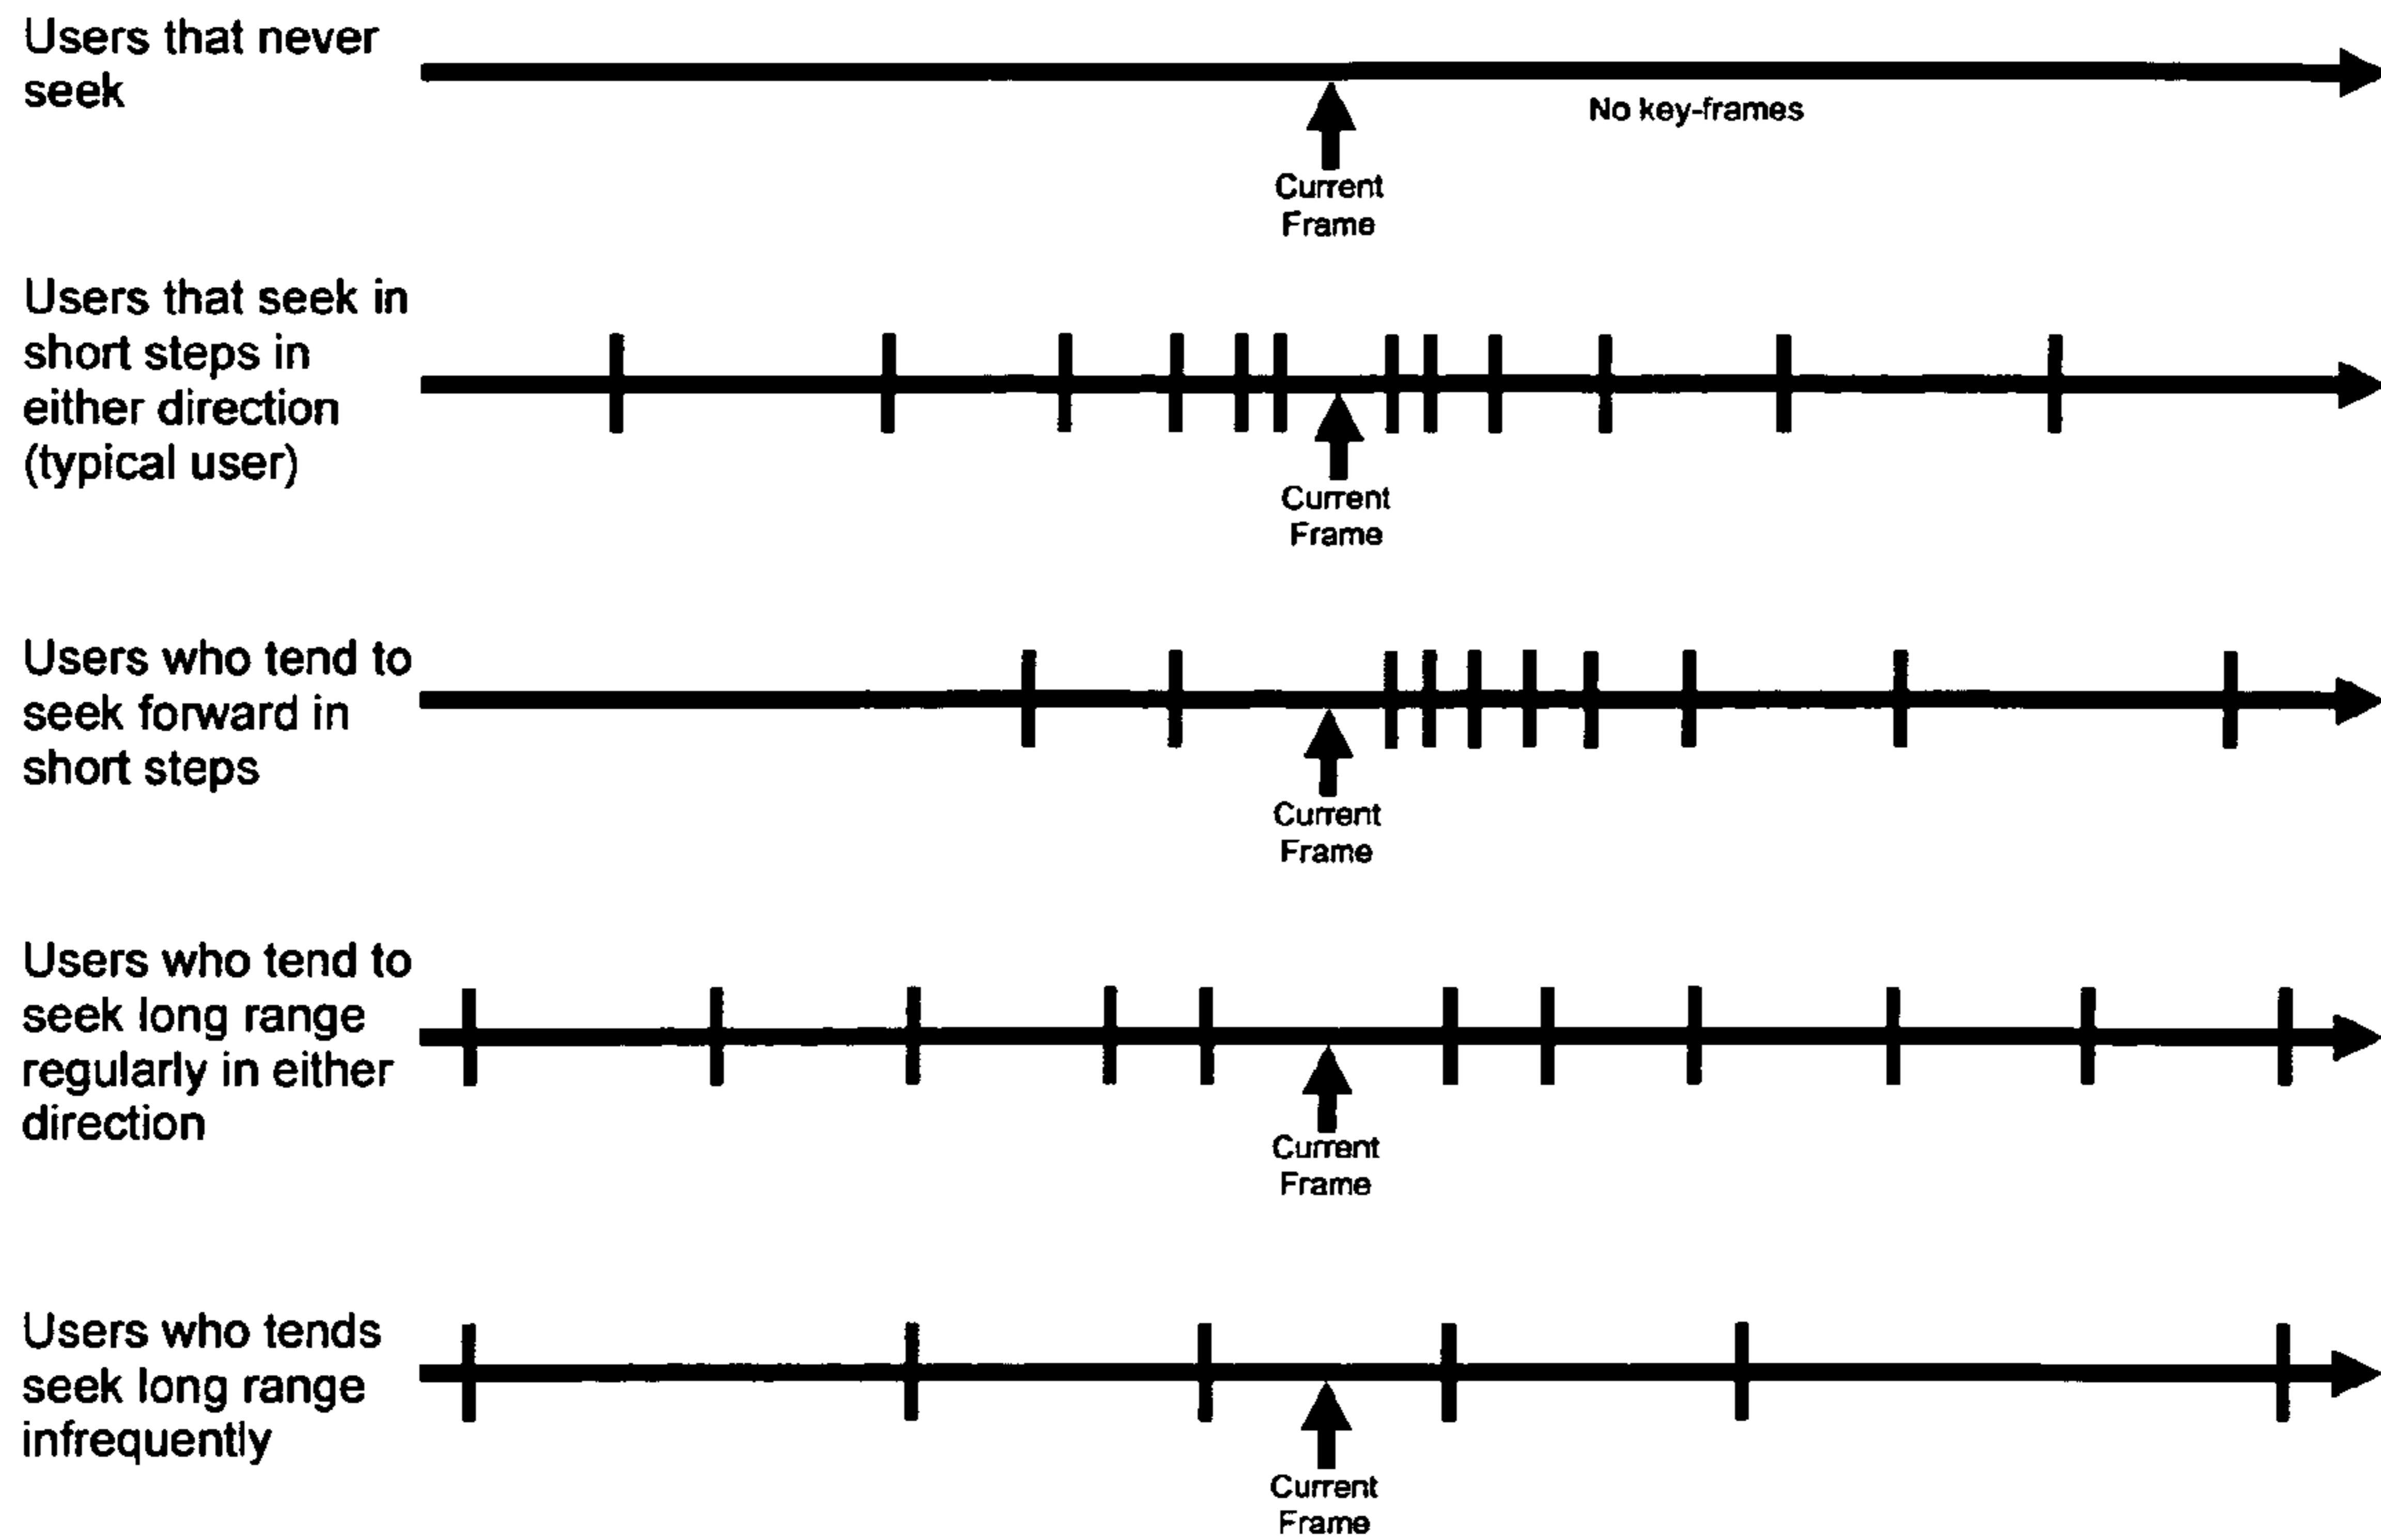 Users that never
seek
No key-frames
Current
Frame
Users that seek in
short steps in
either direction
(typical user)
Current
Frame
Users who tend to
seek forward in
short steps
Current
Frame
Users who tend to
seek long range
regularly in either
direction
Current
Frame
Users who tends
seek long range
infrequently
Current
Frame